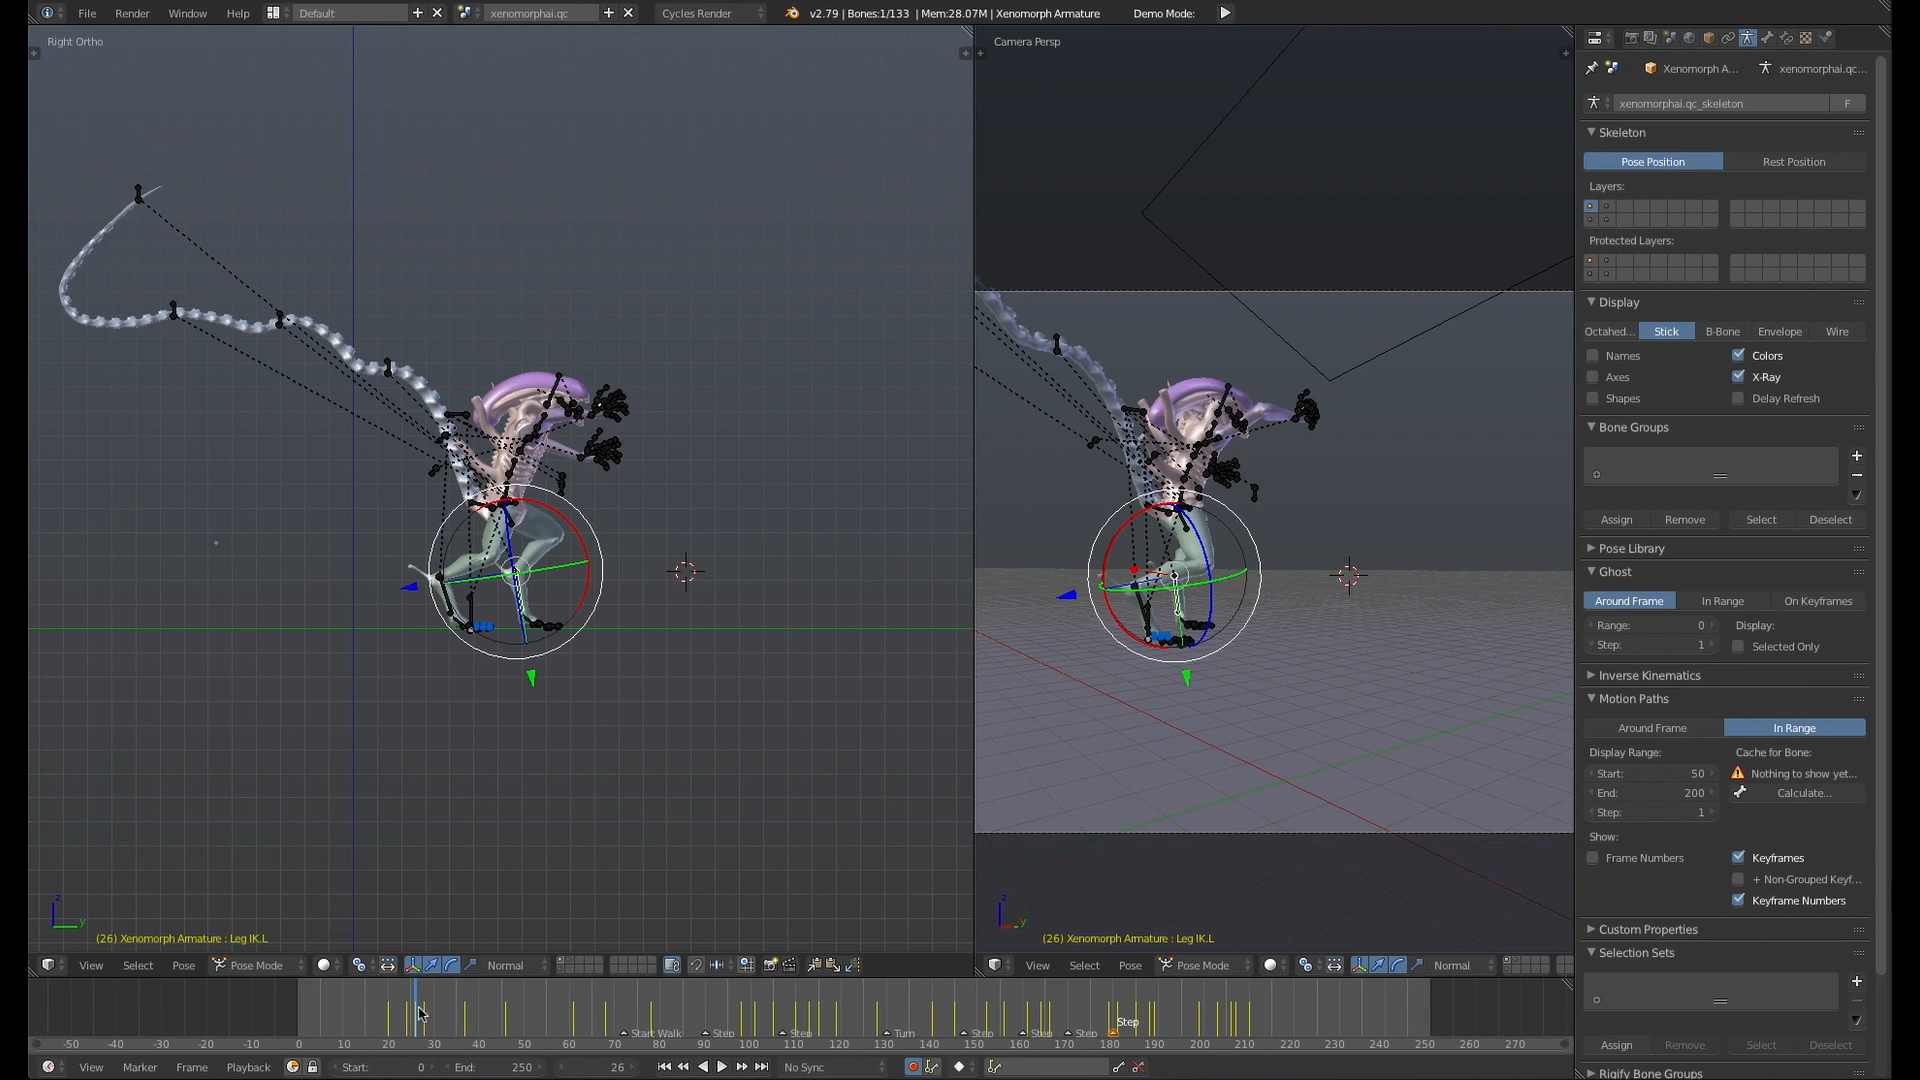 File Render Window Help Default xenomorphai.qc Cycles Render v2.79 | Bones:1/133 | Mem:28.07M | Xenomorph Armature Demo Mode:
Right Ortho
Camera Persp
Xenomorph A... xenomorphai.qc...
xenomorphai.qc_skeleton F
Skeleton
Pose Position Rest Position
Layers:
Protected Layers:
Display
Octahed... Stick B-Bone Envelope Wire
Names Colors
Axes X-Ray
Shapes Delay Refresh
Bone Groups
Assign Remove Select Deselect
Pose Library
Ghost
Around Frame In Range On Keyframes
Range: 0 Display:
Step: 1 Selected Only
Inverse Kinematics
Motion Paths
Around Frame In Range
Display Range: Cache for Bone:
Start: 50 Nothing to show yet...
End: 200 Calculate...
Step: 1
Show:
Frame Numbers Keyframes
+ Non-Grouped Keyf...
Keyframe Numbers
Custom Properties
Selection Sets
Assign Remove Select Deselect
Rigify Bone Groups
z
y
(26) Xenomorph Armature : Leg IK.L
z
y
(26) Xenomorph Armature : Leg IK.L
View Select Pose Pose Mode Normal
View Select Pose Pose Mode Normal
Start Walk Step Step Turn Step Step Step Step
-50 -40 -30 -20 -10 0 10 20 30 40 50 60 70 80 90 100 110 120 130 140 150 160 170 180 190 200 210 220 230 240 250 260 270
View Marker Frame Playback Start: 0 End: 250 26 No Sync